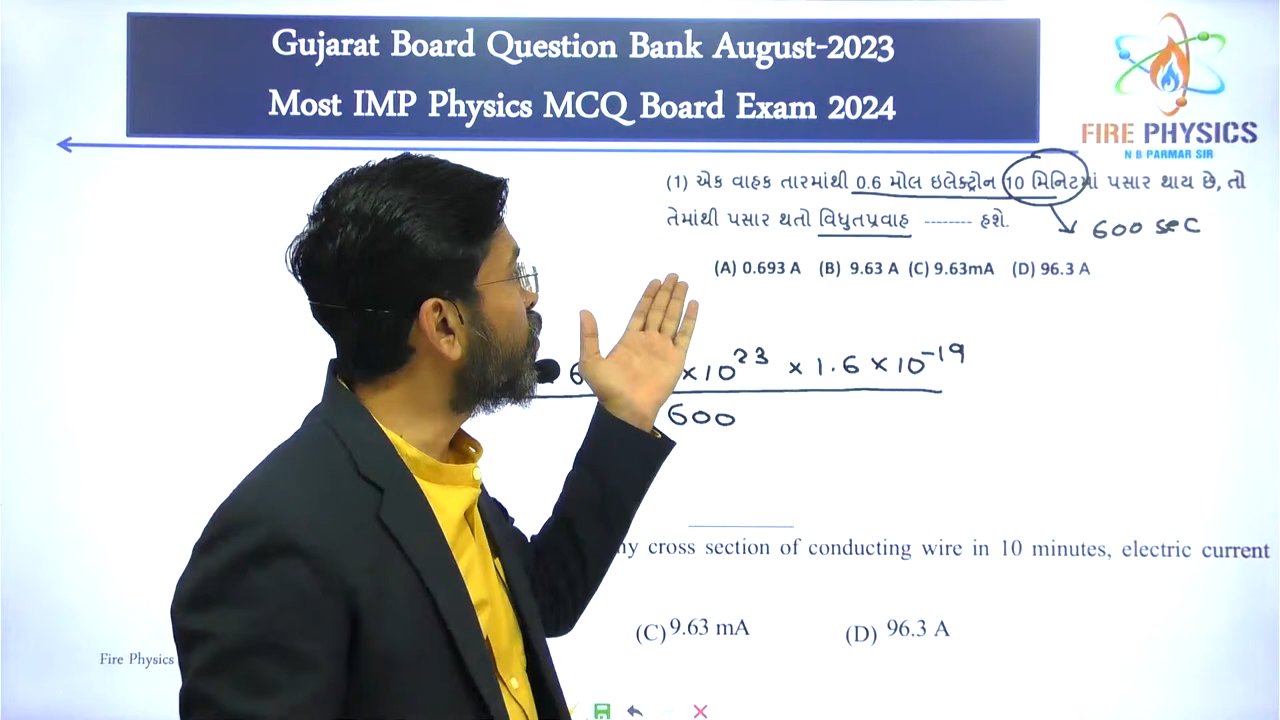 Gujarat Board Question Bank August-2023
Most IMP Physics MCQ Board Exam 2024
FIRE PHYSICS
N B PARMAR SIR
(1) એક વાહક તારમાંથી 0.6 મોલ ઇલેક્ટ્રોન 10 મિનિટમાં પસાર થાય છે, તો
તેમાંથી પસાર થતો વિધુતપ્રવાહ -------- હશે.
600 sec
(A) 0.693 A (B) 9.63 A (C) 9.63mA (D) 96.3 A
6 ×10²³ × 1.6 ×10⁻¹⁹
600
cross section of conducting wire in 10 minutes, electric current
(C) 9.63 mA (D) 96.3 A
Fire Physics